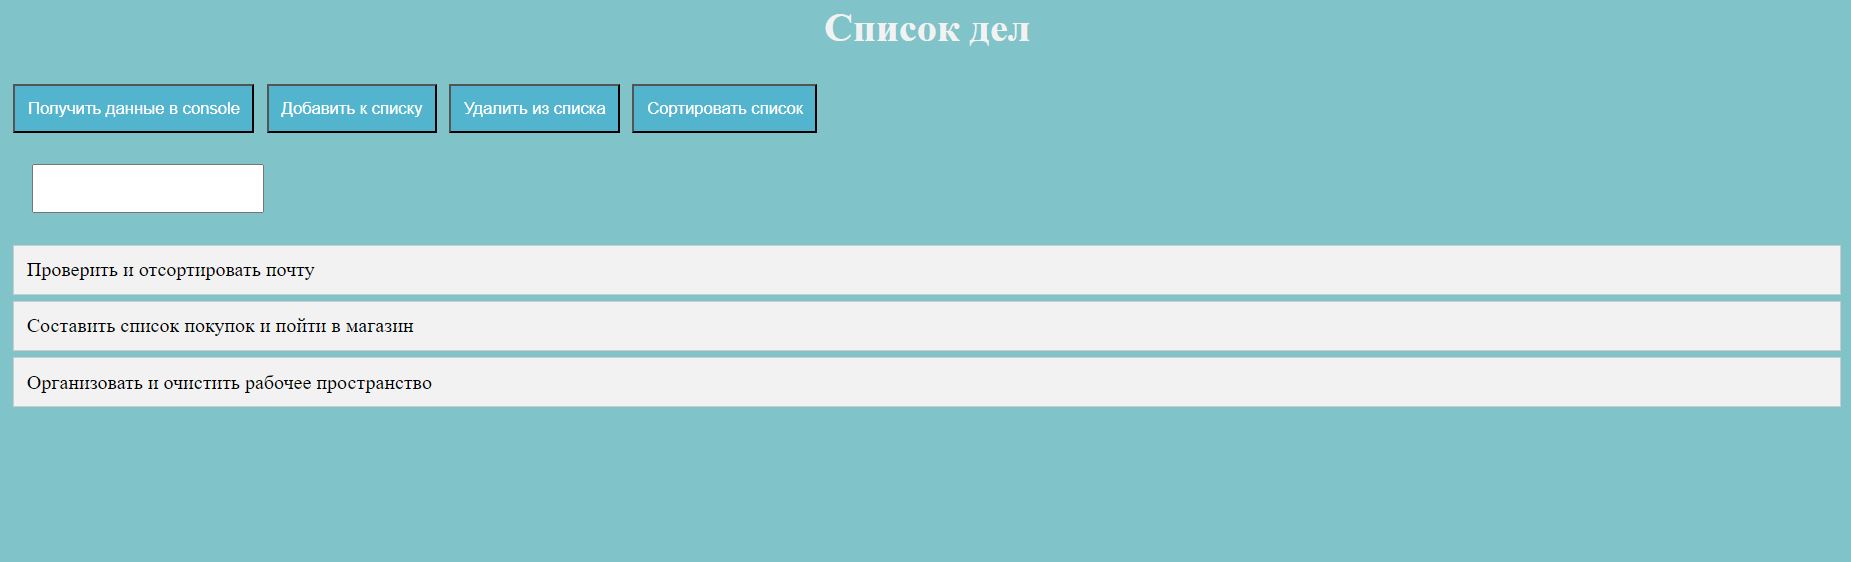 Список дел
Получить данные в console
Добавить к списку
Удалить из списка
Сортировать список
Проверить и отсортировать почту
Составить список покупок и пойти в магазин
Организовать и очистить рабочее пространство